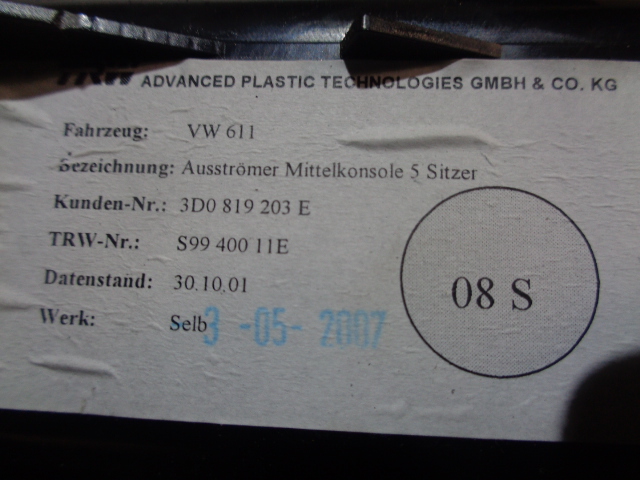 TRW ADVANCED PLASTIC TECHNOLOGIES GMBH & CO. KG
Fahrzeug: VW 611
Bezeichnung: Ausströmer Mittelkonsole 5 Sitzer
Kunden-Nr.: 3D0 819 203 E
TRW-Nr.: S99 400 11E
Datenstand: 30.10.01
08 S
Werk: Selb 3 -05- 2007